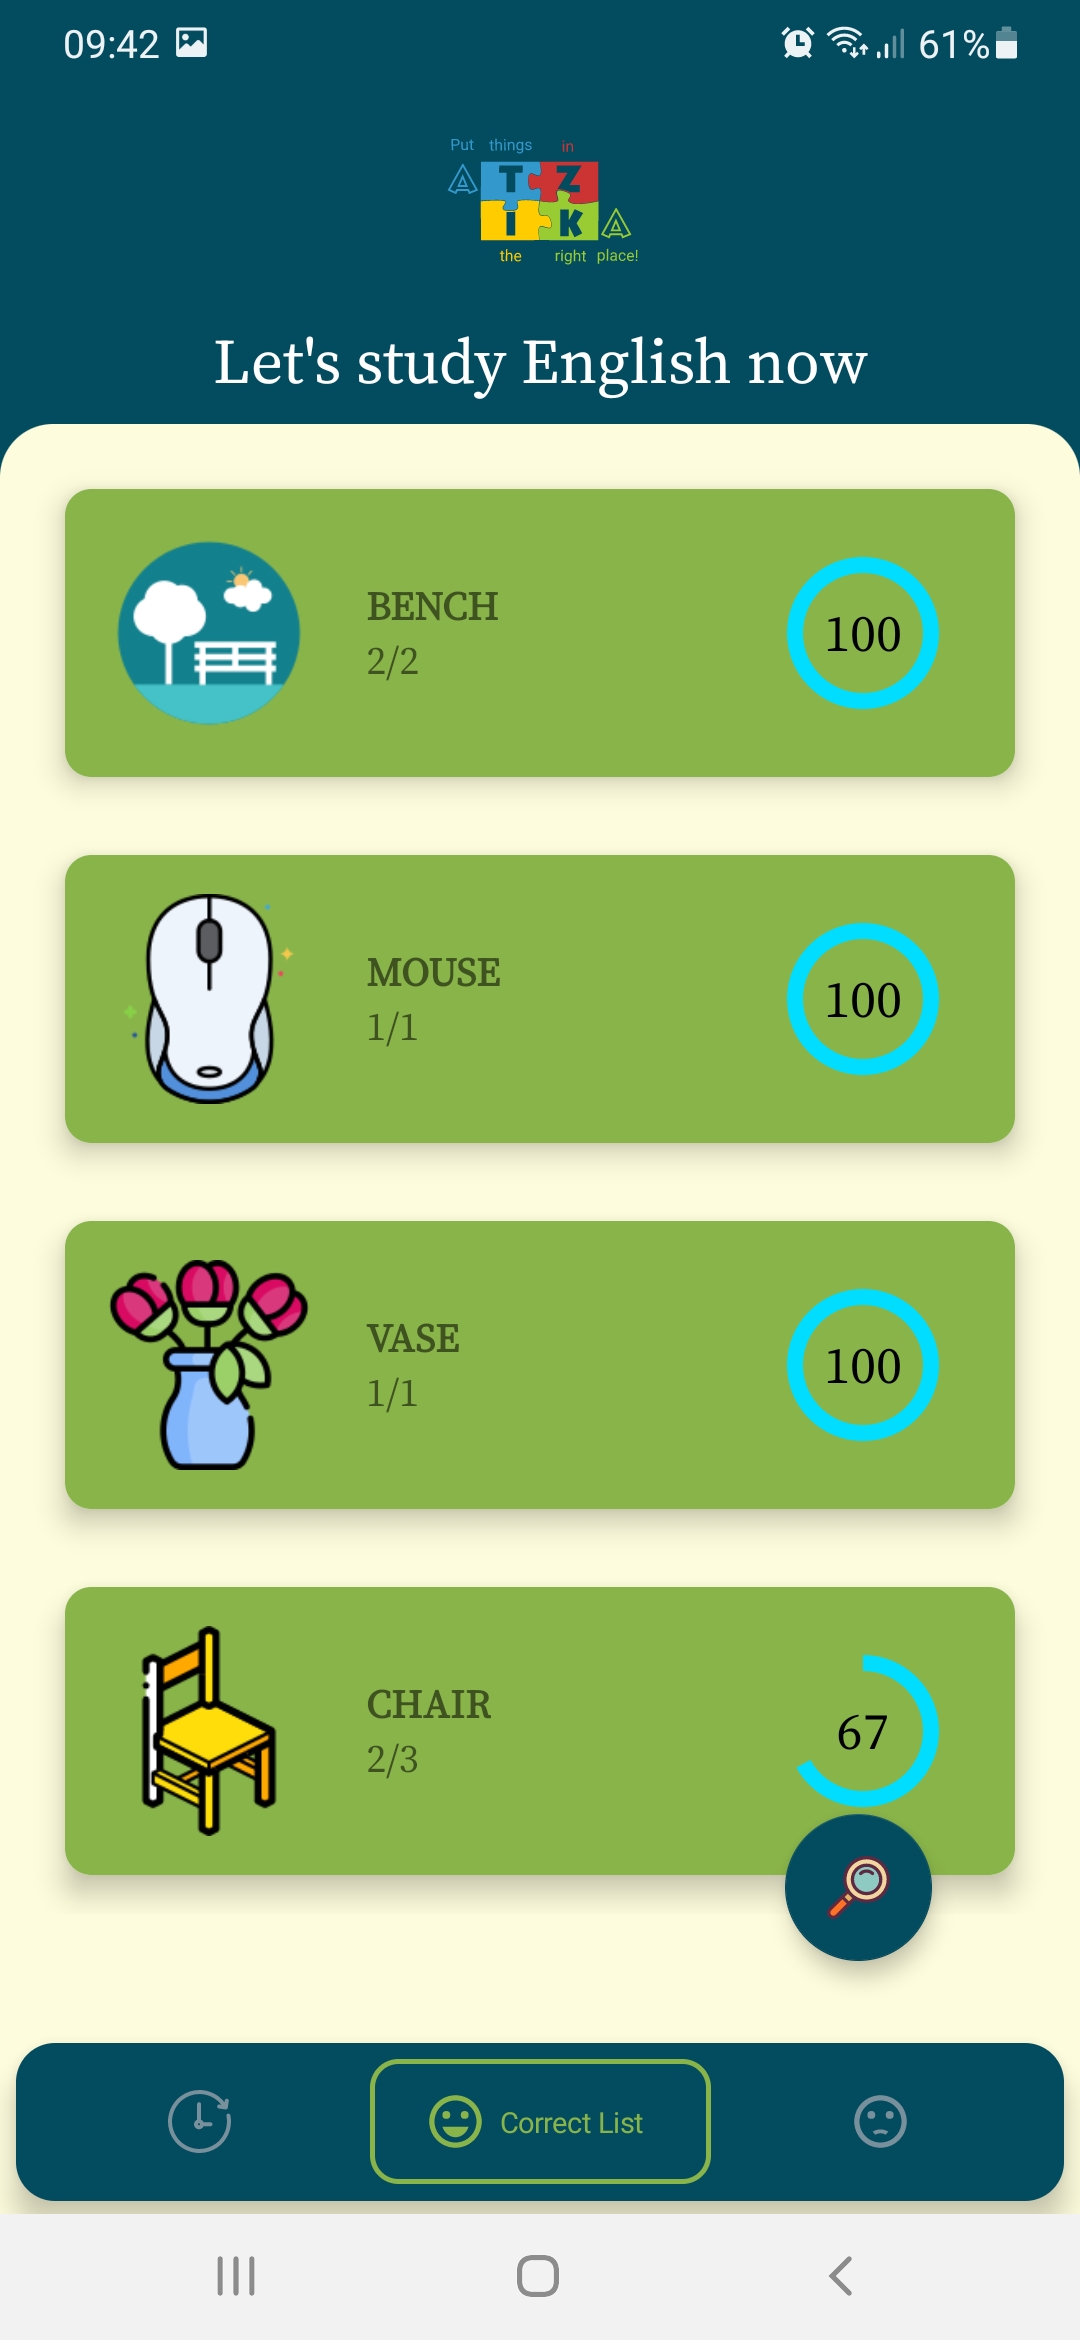 09:42 61%
Put things in
A T Z
I K A
the right place!
Let's study English now
BENCH
2/2
100
MOUSE
1/1
100
VASE
1/1
100
CHAIR
2/3
67
Correct List